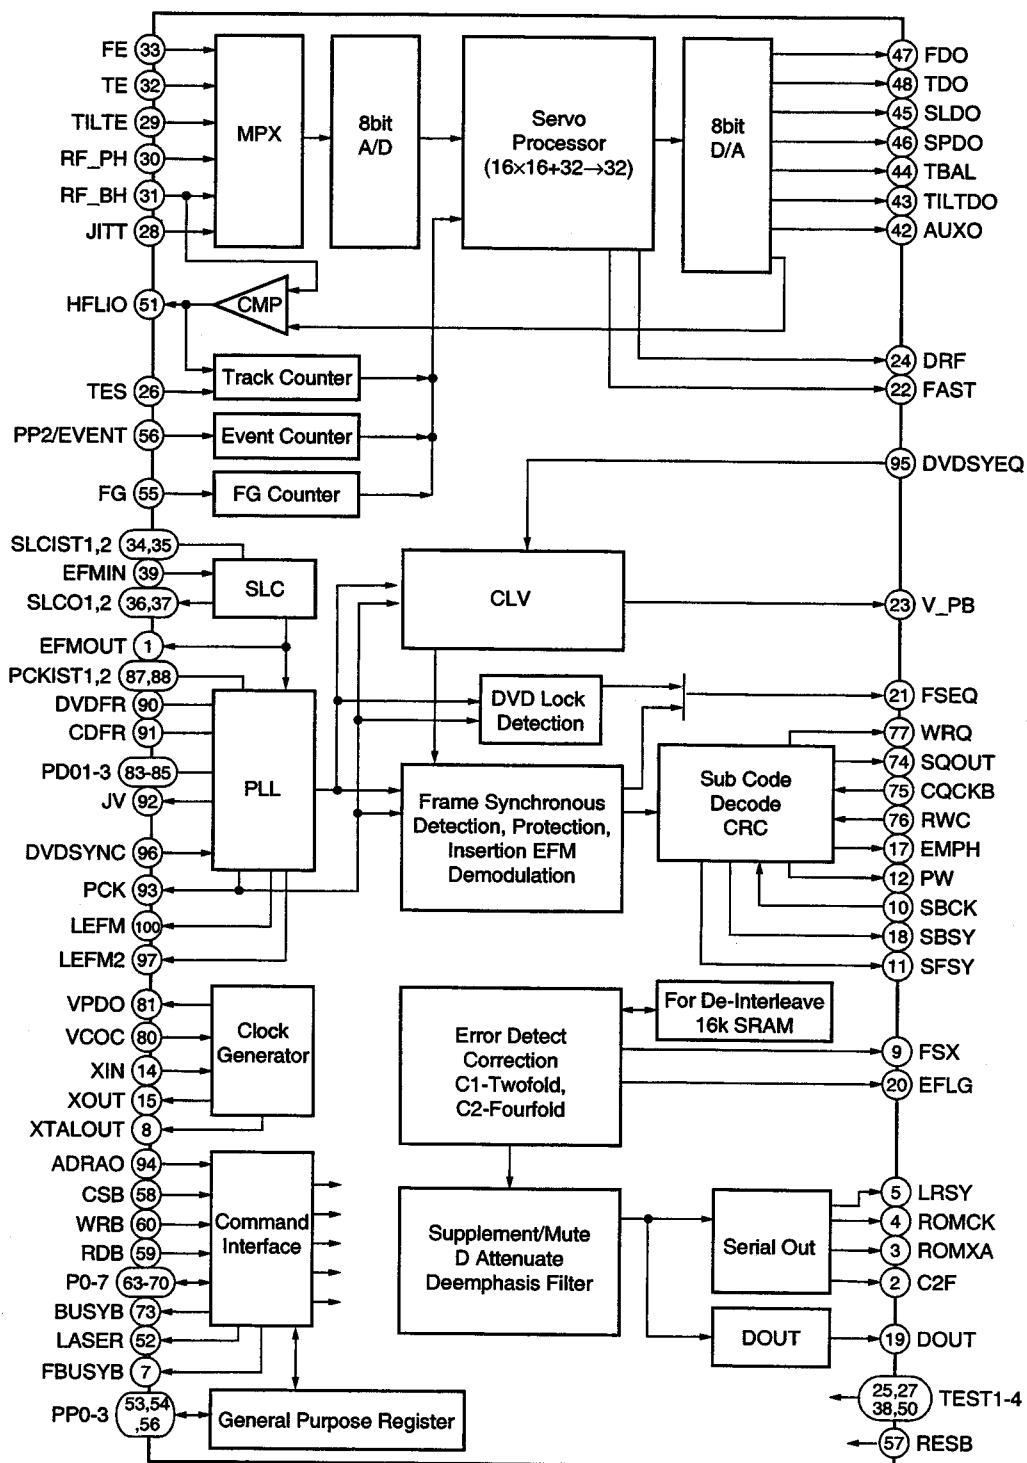 FE 33
TE 32
TILTE 29
RF_PH 30
RF_BH 31
JITT 28
HFLIO 51
TES 26
PP2/EVENT 56
FG 55
SLCIST1,2 34,35
EFMIN 39
SLCO1,2 36,37
EFMOUT 1
PCKIST1,2 87,88
DVDFR 90
CDFR 91
PD01-3 83-85
JV 92
DVDSYNC 96
PCK 93
LEFM 100
LEFM2 97
VPDO 81
VCOC 80
XIN 14
XOUT 15
XTALOUT 8
ADRAO 94
CSB 58
WRB 60
RDB 59
P0-7 63-70
BUSYB 73
LASER 52
FBUSYB 7
PP0-3 53,54
,56
MPX
8bit
A/D
Servo
Processor
(16×16+32→32)
8bit
D/A
CMP
Track Counter
Event Counter
FG Counter
SLC
CLV
PLL
DVD Lock
Detection
Frame Synchronous
Detection, Protection,
Insertion EFM
Demodulation
Sub Code
Decode
CRC
Clock
Generator
Error Detect
Correction
C1-Twofold,
C2-Fourfold
For De-Interleave
16k SRAM
Command
Interface
Supplement/Mute
D Attenuate
Deemphasis Filter
Serial Out
DOUT
General Purpose Register
47 FDO
48 TDO
45 SLDO
46 SPDO
44 TBAL
43 TILTDO
42 AUXO
24 DRF
22 FAST
95 DVDSYEQ
23 V_PB
21 FSEQ
77 WRQ
74 SQOUT
75 CQCKB
76 RWC
17 EMPH
12 PW
10 SBCK
18 SBSY
11 SFSY
9 FSX
20 EFLG
5 LRSY
4 ROMCK
3 ROMXA
2 C2F
19 DOUT
25,27
38,50 TEST1-4
57 RESB